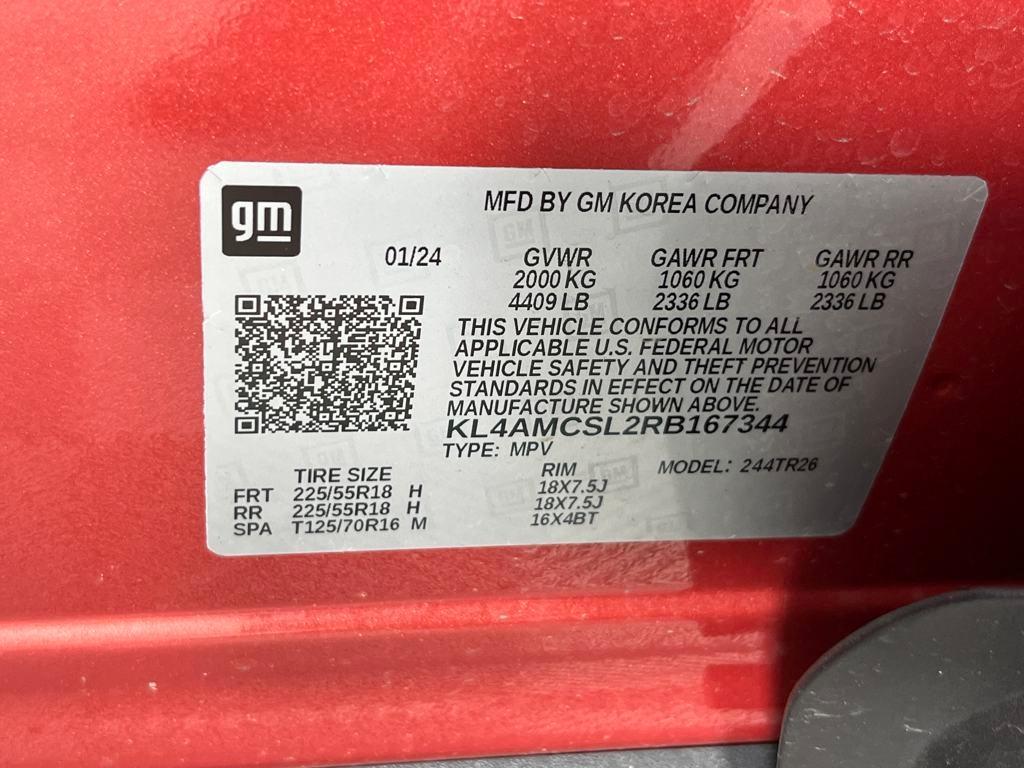 gm
MFD BY GM KOREA COMPANY
01/24 GVWR GAWR FRT GAWR RR
2000 KG 1060 KG 1060 KG
4409 LB 2336 LB 2336 LB
THIS VEHICLE CONFORMS TO ALL
APPLICABLE U.S. FEDERAL MOTOR
VEHICLE SAFETY AND THEFT PREVENTION
STANDARDS IN EFFECT ON THE DATE OF
MANUFACTURE SHOWN ABOVE.
KL4AMCSL2RB167344
TYPE: MPV
TIRE SIZE RIM MODEL: 244TR26
FRT 225/55R18 H 18X7.5J
RR 225/55R18 H 18X7.5J
SPA T125/70R16 M 16X4BT